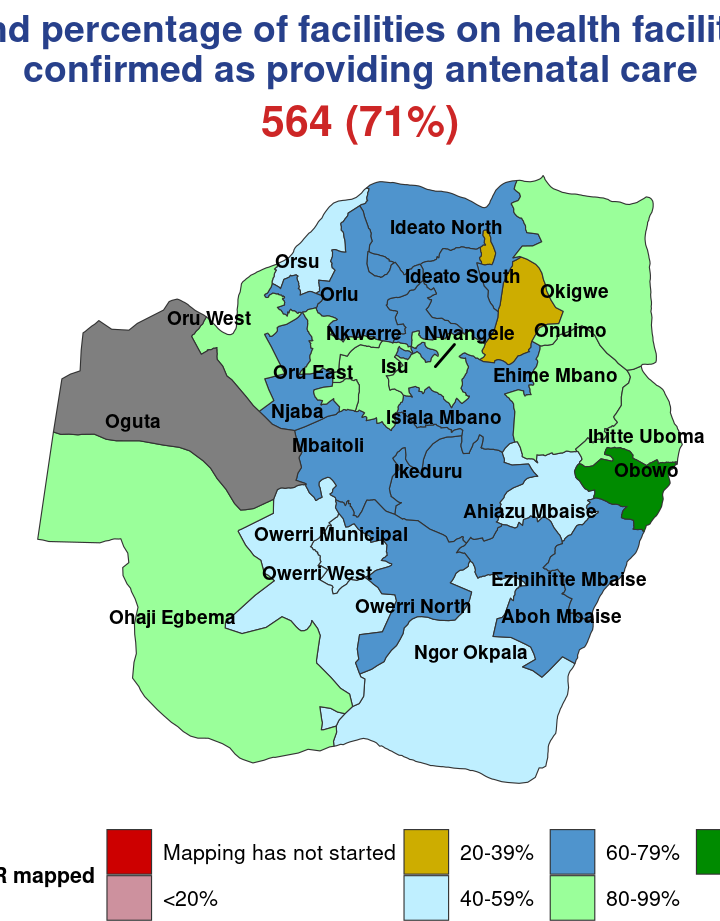 nd percentage of facilities on health facilit
confirmed as providing antenatal care
564 (71%)
Ideato North
Orsu
Ideato South
Orlu
Okigwe
Oru West
Nkwerre
Nwangele
Onuimo
Isu
Oru East
Ehime Mbano
Njaba
Isiala Mbano
Oguta
Ihitte Uboma
Mbaitoli
Ikeduru
Obowo
Ahiazu Mbaise
Owerri Municipal
Owerri West
Ezinihitte Mbaise
Owerri North
Ohaji Egbema
Aboh Mbaise
Ngor Okpala
R mapped
Mapping has not started
20-39%
60-79%
<20%
40-59%
80-99%